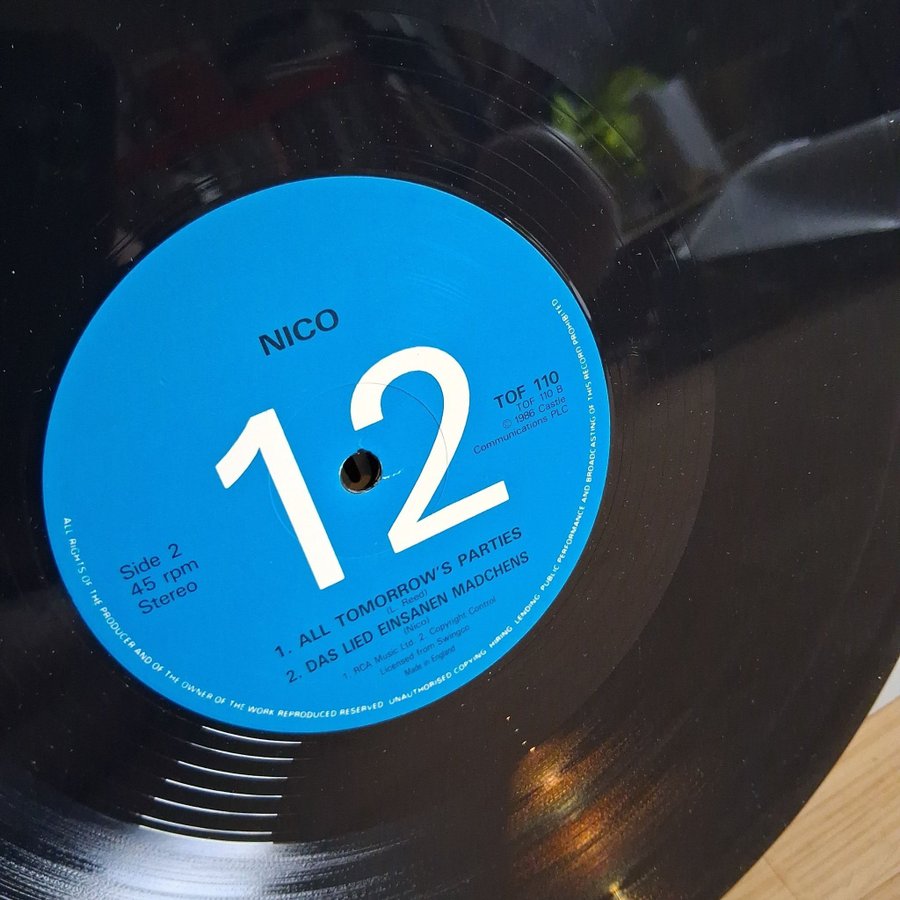 NICO
12
TOF 110
TOF 110 B
© 1986 Castle
Communications PLC
Side 2
45 rpm
Stereo
1. ALL TOMORROW'S PARTIES
(L. Reed)
2. DAS LIED EINSANEN MADCHENS
(Nico)
1. RCA Music Ltd. 2. Copyright Control
Licensed from Swingco
Made in England
ALL RIGHTS OF THE PRODUCER AND OF THE OWNER OF THE WORK REPRODUCED RESERVED UNAUTHORISED COPYING HIRING LENDING PUBLIC PERFORMANCE AND BROADCASTING OF THIS RECORD PROHIBITED